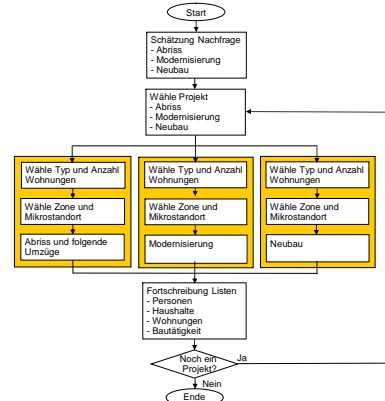 Start
Schätzung Nachfrage
- Abriss
- Modernisierung
- Neubau
Wähle Projekt
- Abriss
- Modernisierung
- Neubau
Wähle Typ und Anzahl
Wohnungen
Wähle Zone und
Mikrostandort
Abriss und folgende
Umzüge
Wähle Typ und Anzahl
Wohnungen
Wähle Zone und
Mikrostandort
Modernisierung
Wähle Typ und Anzahl
Wohnungen
Wähle Zone und
Mikrostandort
Neubau
Fortschreibung Listen
- Personen
- Haushalte
- Wohnungen
- Bautätigkeit
Noch ein
Projekt?
Ja
Nein
Ende